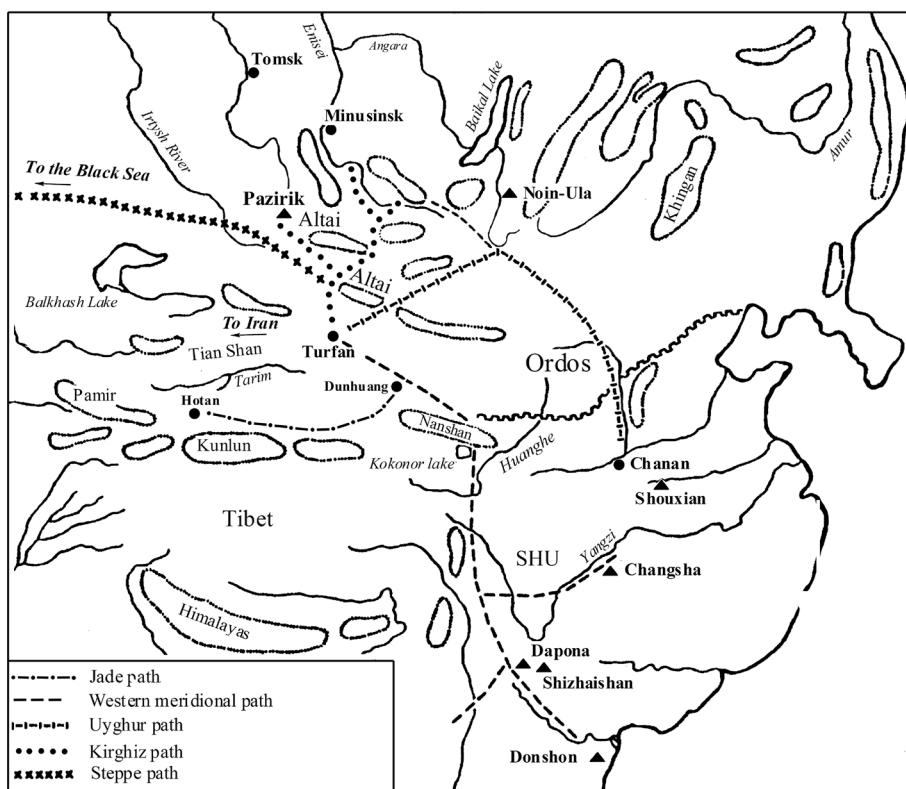 Enisei
Angara
Tomsk
Baikal Lake
Minusinsk
Irtysh River
Amur
To the Black Sea
Noin-Ula
Khingan
Pazirik
Altai
Altai
Balkhash Lake
To Iran
Turfan
Tian Shan
Ordos
Tarim
Dunhuang
Pamir
Hotan
Nanshan
Kunlun
Huanghe
Kokonor lake
Chanan
Shouxian
Tibet
SHU
Yangzi
Changsha
Himalayas
Dapona
Shizhaishan
Jade path
Western meridional path
Uyghur path
Kirghiz path
Steppe path
Donshon